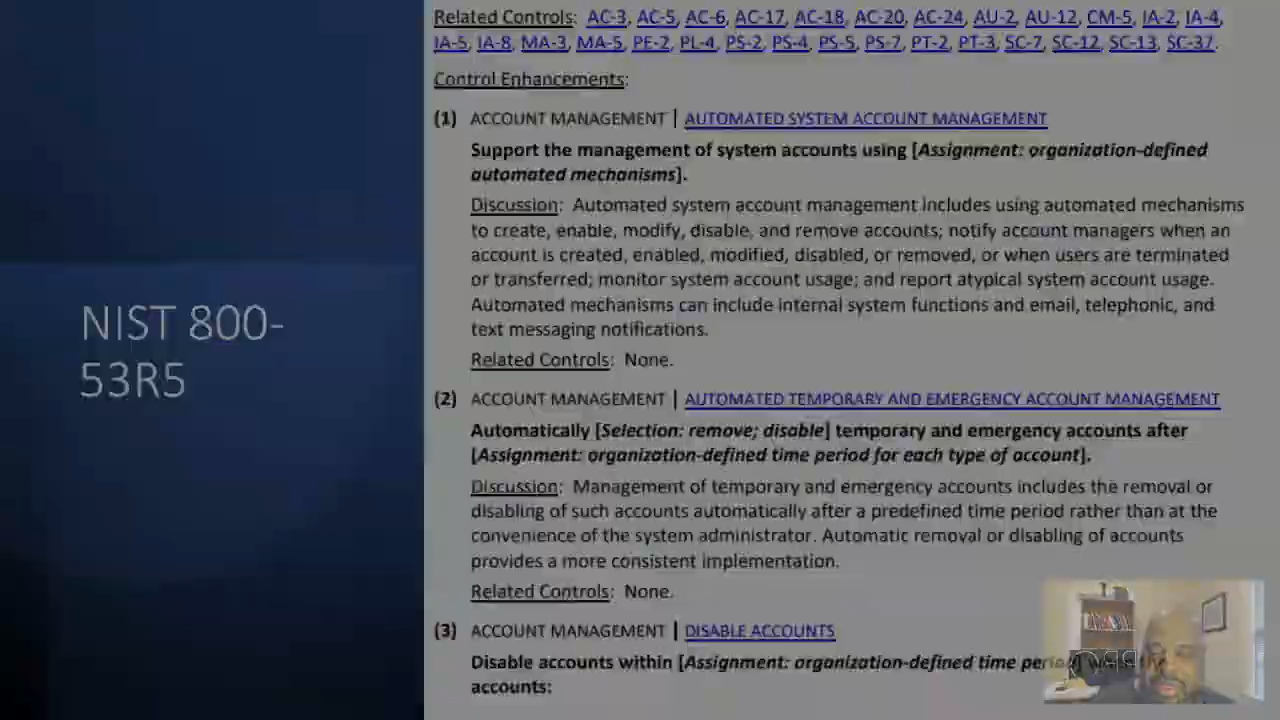 NIST 800-
53R5
Related Controls: AC-3, AC-5, AC-6, AC-17, AC-18, AC-20, AC-24, AU-2, AU-12, CM-5, IA-2, IA-4,
IA-5, IA-8, MA-3, MA-5, PE-2, PL-4, PS-2, PS-4, PS-5, PS-7, PT-2, PT-3, SC-7, SC-12, SC-13, SC-37.
Control Enhancements:
(1) ACCOUNT MANAGEMENT | AUTOMATED SYSTEM ACCOUNT MANAGEMENT
Support the management of system accounts using [Assignment: organization-defined
automated mechanisms].
Discussion: Automated system account management includes using automated mechanisms
to create, enable, modify, disable, and remove accounts; notify account managers when an
account is created, enabled, modified, disabled, or removed, or when users are terminated
or transferred; monitor system account usage; and report atypical system account usage.
Automated mechanisms can include internal system functions and email, telephonic, and
text messaging notifications.
Related Controls: None.
(2) ACCOUNT MANAGEMENT | AUTOMATED TEMPORARY AND EMERGENCY ACCOUNT MANAGEMENT
Automatically [Selection: remove; disable] temporary and emergency accounts after
[Assignment: organization-defined time period for each type of account].
Discussion: Management of temporary and emergency accounts includes the removal or
disabling of such accounts automatically after a predefined time period rather than at the
convenience of the system administrator. Automatic removal or disabling of accounts
provides a more consistent implementation.
Related Controls: None.
(3) ACCOUNT MANAGEMENT | DISABLE ACCOUNTS
Disable accounts within [Assignment: organization-defined time period] when the
accounts: